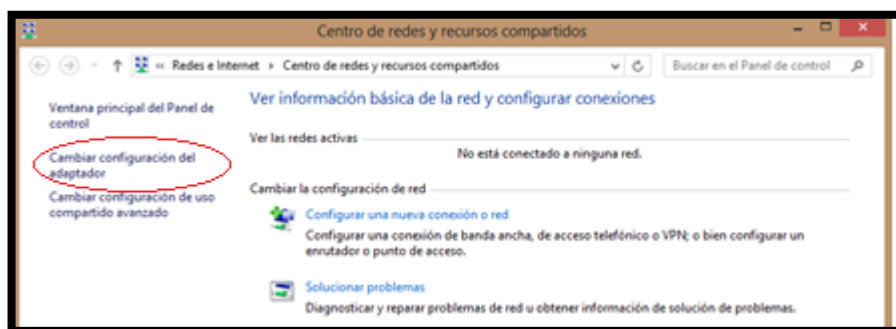 Centro de redes y recursos compartidos
« Redes e Internet › Centro de redes y recursos compartidos
Buscar en el Panel de control
Ventana principal del Panel de
control
Cambiar configuración del
adaptador
Cambiar configuración de uso
compartido avanzado
Ver información básica de la red y configurar conexiones
Ver las redes activas
No está conectado a ninguna red.
Cambiar la configuración de red
Configurar una nueva conexión o red
Configurar una conexión de banda ancha, de acceso telefónico o VPN; o bien configurar un
enrutador o punto de acceso.
Solucionar problemas
Diagnosticar y reparar problemas de red u obtener información de solución de problemas.